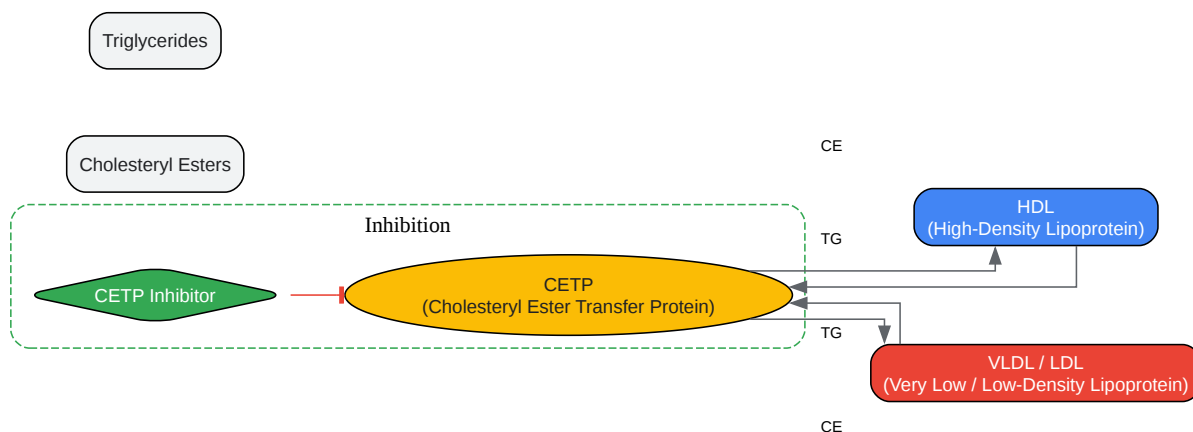 Triglycerides
Cholesteryl Esters
Inhibition
CETP Inhibitor
CETP
(Cholesteryl Ester Transfer Protein)
CE
TG
TG
CE
HDL
(High-Density Lipoprotein)
VLDL / LDL
(Very Low / Low-Density Lipoprotein)